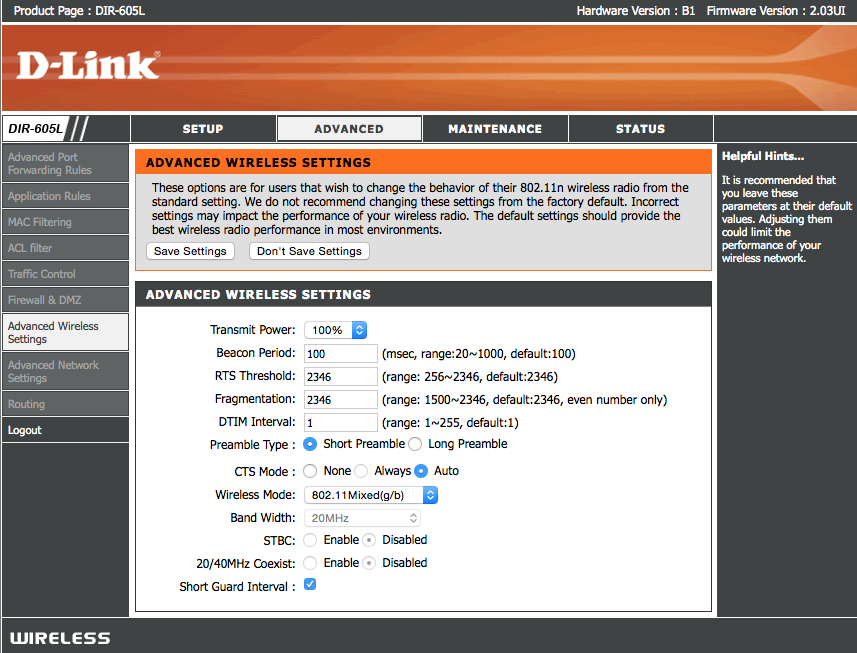 Product Page : DIR-605L
Hardware Version : B1 Firmware Version : 2.03UI
D-Link®
DIR-605L
SETUP
ADVANCED
MAINTENANCE
STATUS
Advanced Port
Forwarding Rules
Application Rules
MAC Filtering
ACL filter
Traffic Control
Firewall & DMZ
Advanced Wireless
Settings
Advanced Network
Settings
Routing
Logout
ADVANCED WIRELESS SETTINGS
These options are for users that wish to change the behavior of their 802.11n wireless radio from the
standard setting. We do not recommend changing these settings from the factory default. Incorrect
settings may impact the performance of your wireless radio. The default settings should provide the
best wireless radio performance in most environments.
Save Settings Don't Save Settings
ADVANCED WIRELESS SETTINGS
Transmit Power: 100%
Beacon Period: 100 (msec, range:20~1000, default:100)
RTS Threshold: 2346 (range: 256~2346, default:2346)
Fragmentation: 2346 (range: 1500~2346, default:2346, even number only)
DTIM Interval: 1 (range: 1~255, default:1)
Preamble Type : Short Preamble Long Preamble
CTS Mode : None Always Auto
Wireless Mode: 802.11Mixed(g/b)
Band Width: 20MHz
STBC: Enable Disabled
20/40MHz Coexist: Enable Disabled
Short Guard Interval :
Helpful Hints...
It is recommended that
you leave these
parameters at their default
values. Adjusting them
could limit the
performance of your
wireless network.
WIRELESS